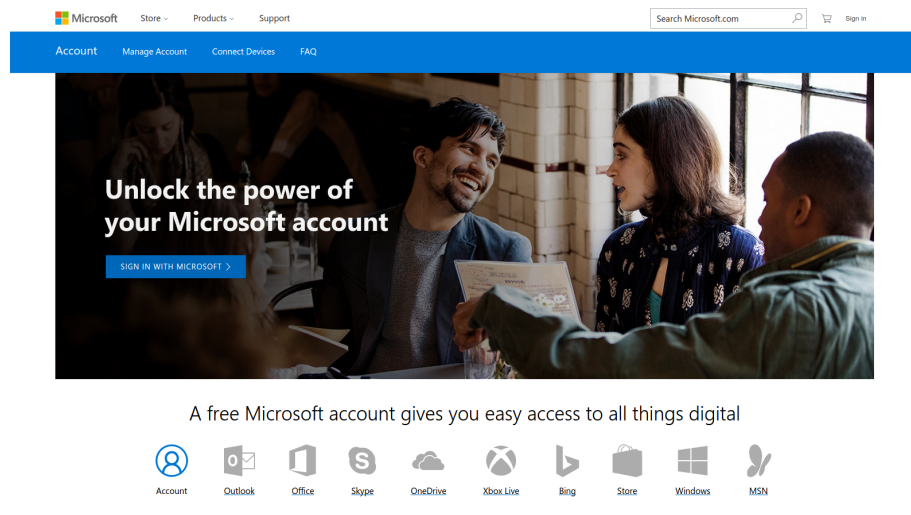 Microsoft Store Products Support Search Microsoft.com Sign in
Account Manage Account Connect Devices FAQ
Unlock the power of
your Microsoft account
SIGN IN WITH MICROSOFT
A free Microsoft account gives you easy access to all things digital
Account Outlook Office Skype OneDrive Xbox Live Bing Store Windows MSN